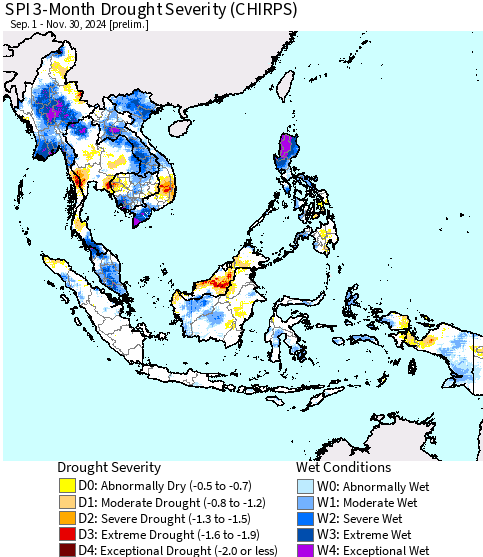 SPI 3-Month Drought Severity (CHIRPS)
Sep. 1 - Nov. 30, 2024 [prelim.]
Drought Severity
D0: Abnormally Dry (-0.5 to -0.7)
D1: Moderate Drought (-0.8 to -1.2)
D2: Severe Drought (-1.3 to -1.5)
D3: Extreme Drought (-1.6 to -1.9)
D4: Exceptional Drought (-2.0 or less)
Wet Conditions
W0: Abnormally Wet
W1: Moderate Wet
W2: Severe Wet
W3: Extreme Wet
W4: Exceptional Wet